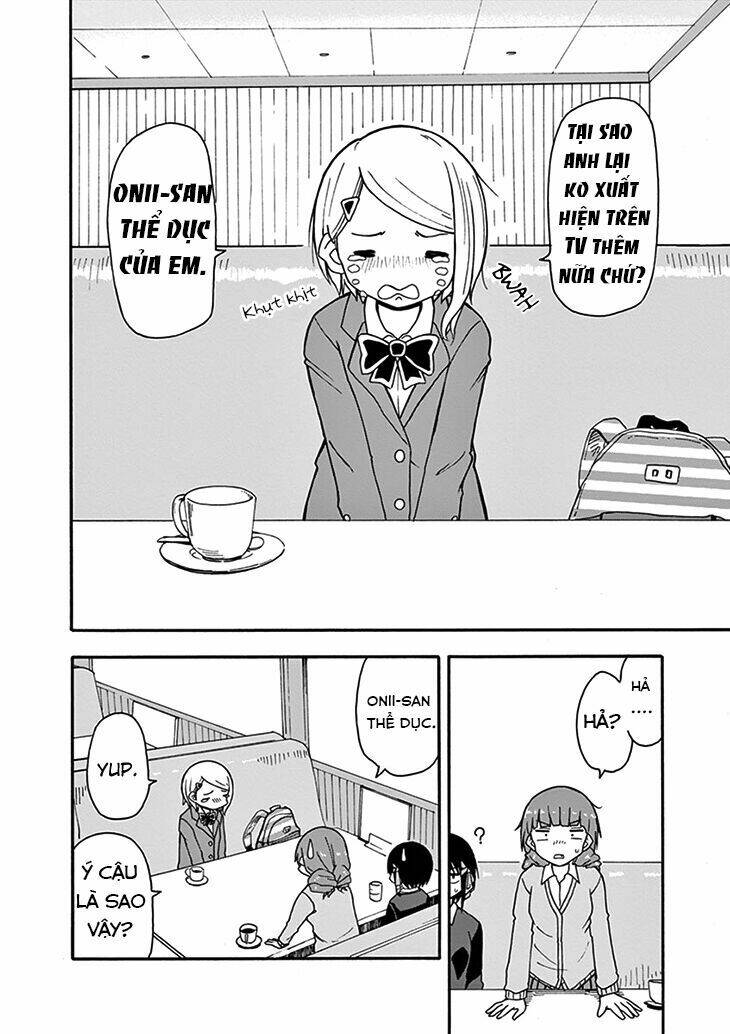 TẠI SAO
ANH LẠI
KO XUẤT
HIỆN TRÊN
TV THÊM
NỮA CHỨ?
BWAH
ONII-SAN
THỂ DỤC
CỦA EM.
Khụt khịt
HẢ
....
HẢ?
?
ONII-SAN
THỂ DỤC.
YUP.
Ý CẬU
LÀ SAO
VẬY?